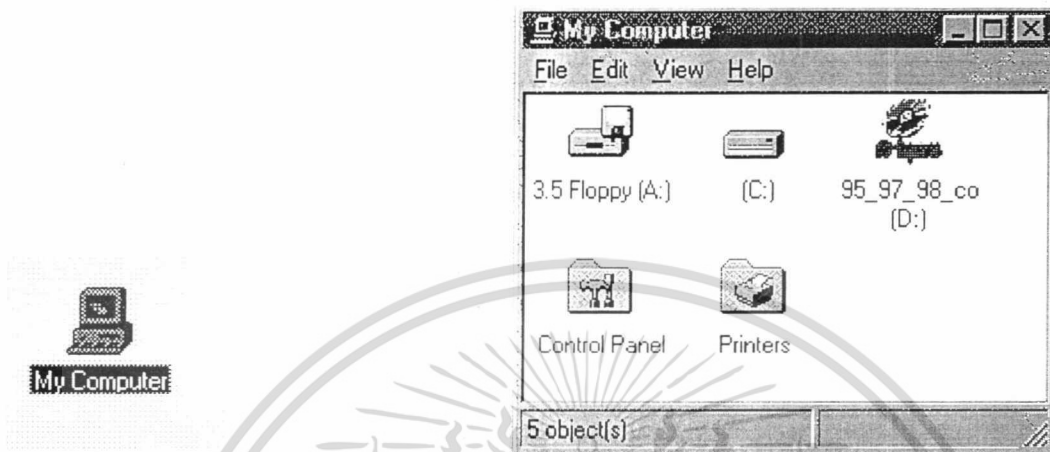 My Computer
My Computer
File Edit View Help
3.5 Floppy (A:)
(C:)
95_97_98_co
(D:)
Control Panel
Printers
5 object(s)